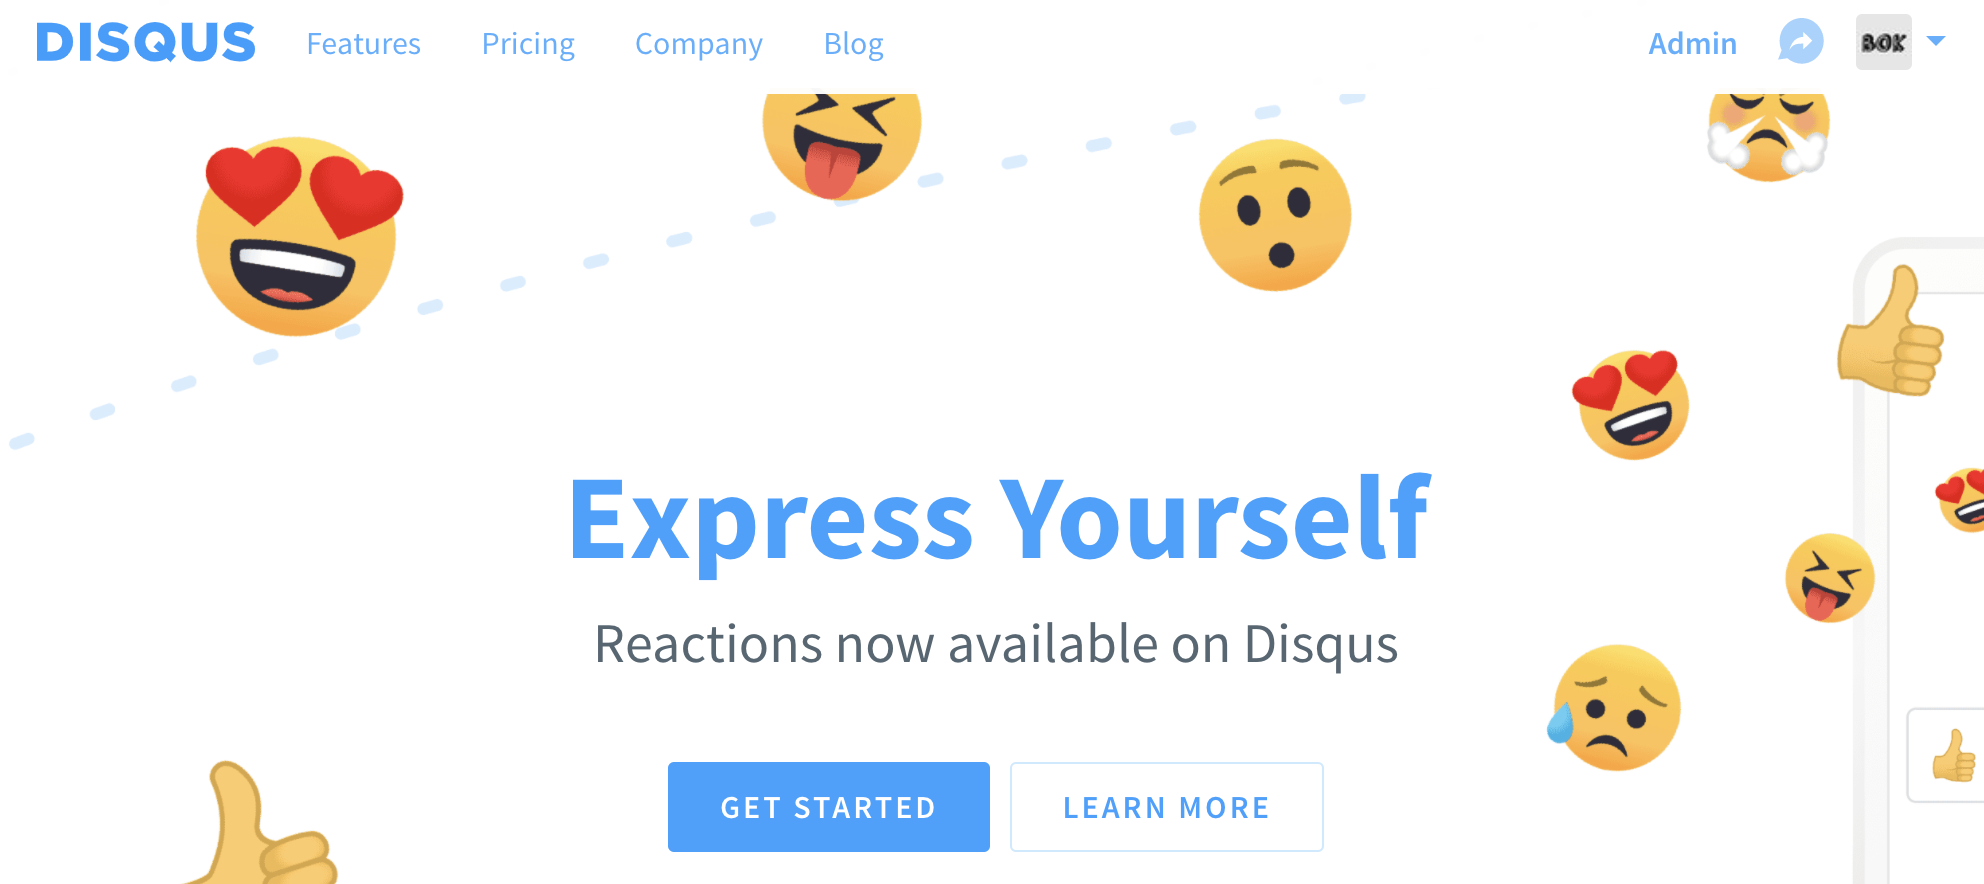 DISQUS Features Pricing Company Blog Admin BOK
Express Yourself
Reactions now available on Disqus
GET STARTED LEARN MORE